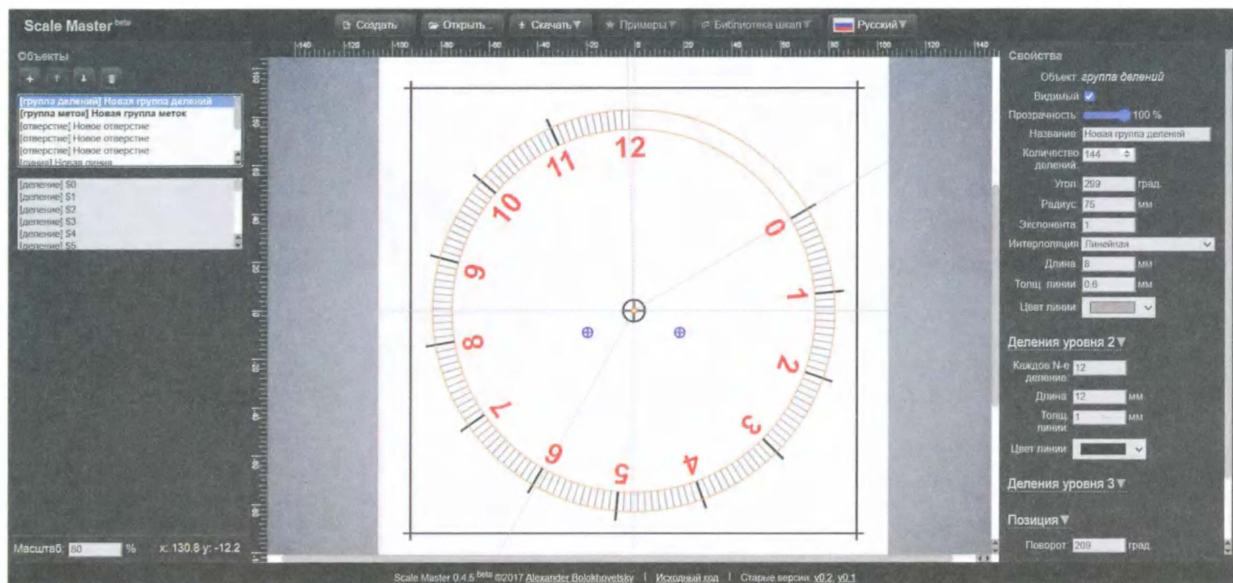 Scale Master beta
Создать
Открыть...
Скачать
Примеры
Библиотека шкал
Русский
Объекты
[группа делений] Новая группа делений
[группа меток] Новая группа меток
[отверстие] Новое отверстие
[отверстие] Новое отверстие
[отверстие] Новое отверстие
[линия] Новая линия
[деление] S0
[деление] S1
[деление] S2
[деление] S3
[деление] S4
[деление] S5
Масштаб: 80 %
x: 130.8 y: -12.2
12
11
10
9
8
7
6
5
4
3
2
1
0
Свойства
Объект группа делений
Видимый
Прозрачность 100 %
Название Новая группа делений
Количество делений: 144
Угол 299 град.
Радиус 75 мм
Экспонента 1
Интерполяция Линейная
Длина 8 мм
Толщ. линии 0,6 мм
Цвет линии
Деления уровня 2
Каждое N-е деление: 12
Длина 12 мм
Толщ. линии: 1 мм
Цвет линии
Деления уровня 3
Позиция
Поворот 209 град.
Scale Master 0.4.5 beta ©2017 Alexander Bolokhovetsky | Исходный код | Старые версии: v0.2, v0.1